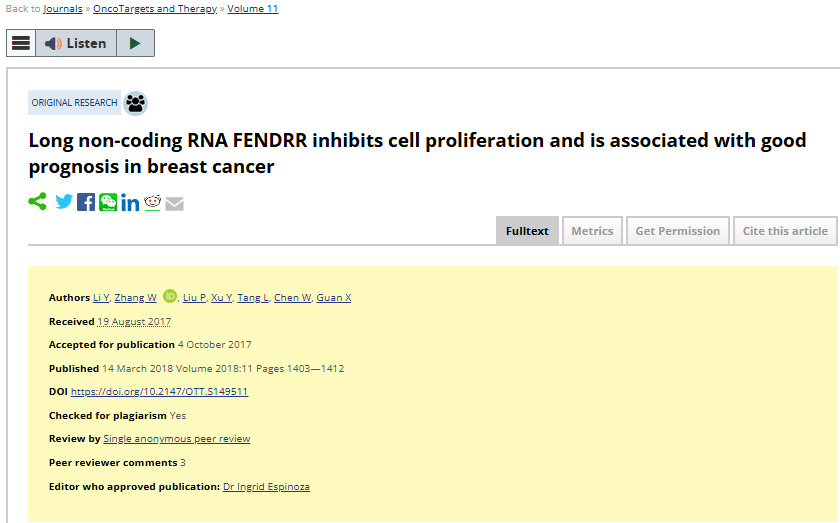 Back to Journals » OncoTargets and Therapy » Volume 11
Listen
ORIGINAL RESEARCH
Long non-coding RNA FENDRR inhibits cell proliferation and is associated with good
prognosis in breast cancer
Fulltext Metrics Get Permission Cite this article
Authors Li Y, Zhang W iD, Liu P, Xu Y, Tang L, Chen W, Guan X
Received 19 August 2017
Accepted for publication 4 October 2017
Published 14 March 2018 Volume 2018:11 Pages 1403—1412
DOI https://doi.org/10.2147/OTT.S149511
Checked for plagiarism Yes
Review by Single anonymous peer review
Peer reviewer comments 3
Editor who approved publication: Dr Ingrid Espinoza